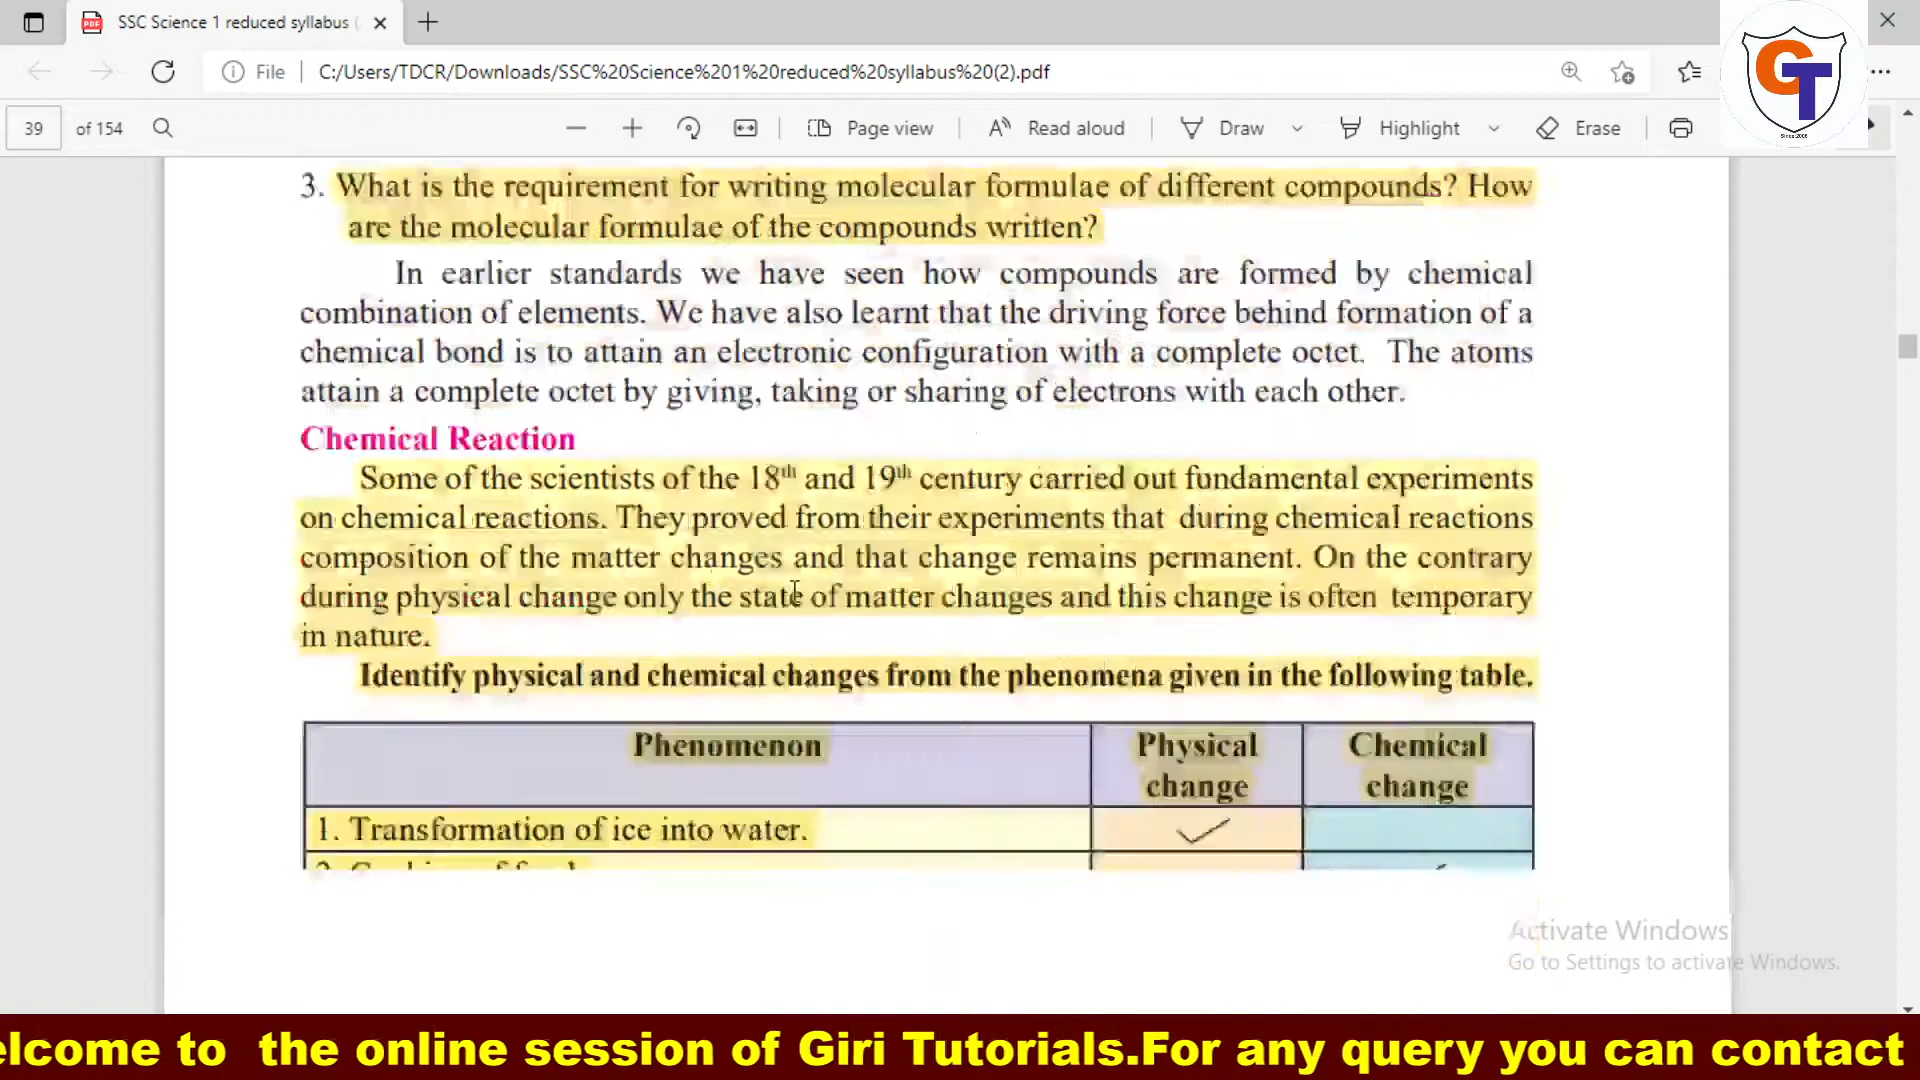 SSC Science 1 reduced syllabus (
File
C:/Users/TDCR/Downloads/SSC%20Science%201%20reduced%20syllabus%20(2).pdf
GT
Since:2006
39 of 154
Page view
Read aloud
Draw
Highlight
Erase
3. What is the requirement for writing molecular formulae of different compounds? How
are the molecular formulae of the compounds written?
In earlier standards we have seen how compounds are formed by chemical
combination of elements. We have also learnt that the driving force behind formation of a
chemical bond is to attain an electronic configuration with a complete octet. The atoms
attain a complete octet by giving, taking or sharing of electrons with each other.
Chemical Reaction
Some of the scientists of the 18th and 19th century carried out fundamental experiments
on chemical reactions. They proved from their experiments that during chemical reactions
composition of the matter changes and that change remains permanent. On the contrary
during physical change only the state of matter changes and this change is often temporary
in nature.
Identify physical and chemical changes from the phenomena given in the following table.
Phenomenon
Physical
change
Chemical
change
1. Transformation of ice into water.
Activate Windows
Go to Settings to activate Windows.
elcome to the online session of Giri Tutorials.For any query you can contact